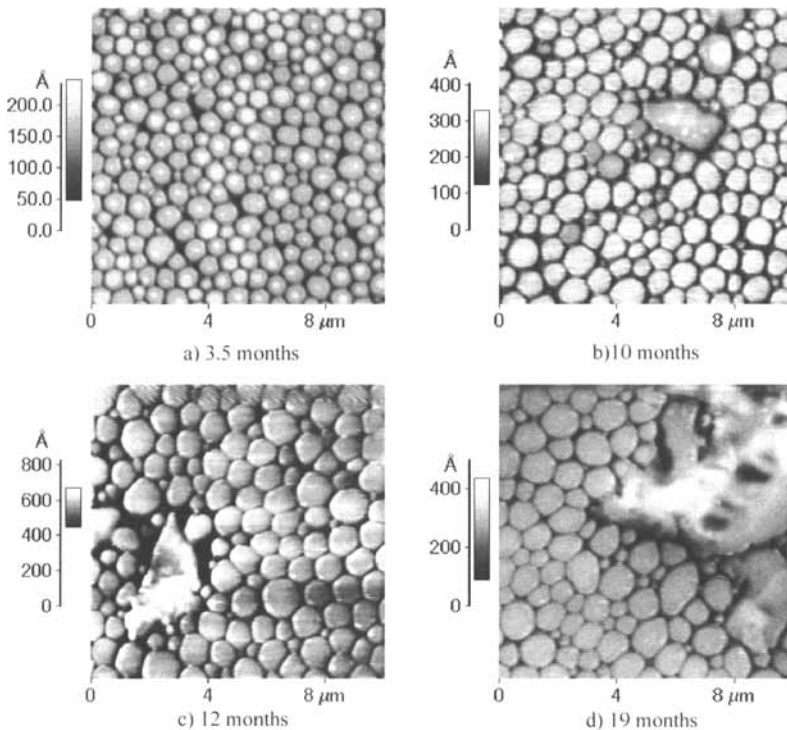 Å
200.0
150.0
100.0
50.0
0.0
0 4 8 μm
a) 3.5 months
Å
400
300
200
100
0
0 4 8 μm
b)10 months
Å
800
600
400
200
0
0 4 8 μm
c) 12 months
Å
400
200
0
0 4 8 μm
d) 19 months